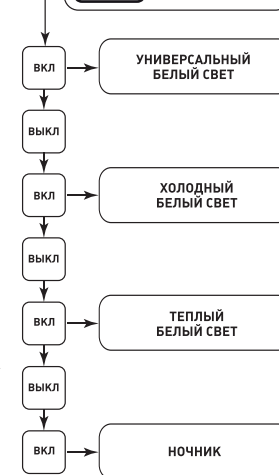 ВКЛ
УНИВЕРСАЛЬНЫЙ
БЕЛЫЙ СВЕТ
ВЫКЛ
ВКЛ
ХОЛОДНЫЙ
БЕЛЫЙ СВЕТ
ВЫКЛ
ВКЛ
ТЕПЛЫЙ
БЕЛЫЙ СВЕТ
ВЫКЛ
ВКЛ
НОЧНИК